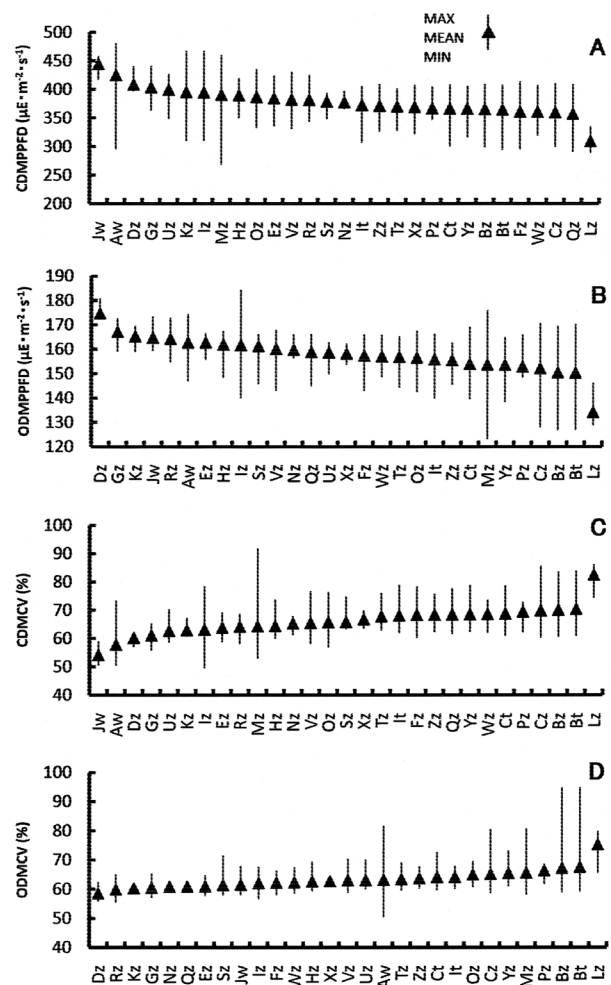 MAX
MEAN
MIN
A
CDMPPFD (μE·m⁻²·s⁻¹)
500
450
400
350
300
250
200
Jw Aw Dz Gz Uz Kz Iz Mz Hz Oz Ez Vz Rz Sz Nz It Zz Tz Xz Pz Ct Yz Bz Bt Fz Wz Cz Qz Lz
B
ODMPPFD (μE·m⁻²·s⁻¹)
190
180
170
160
150
140
130
120
Dz Gz Kz Jw Rz Aw Ez Hz Iz Sz Vz Nz Qz Uz Xz Fz Wz Tz Oz It Zz Ct Mz Yz Pz Cz Bz Bt Lz
C
CDMCV (%)
100
90
80
70
60
50
40
Jw Aw Dz Gz Uz Kz Iz Ez Rz Mz Hz Nz Vz Oz Sz Xz Tz It Fz Zz Qz Yz Wz Ct Pz Cz Bz Bt Lz
D
ODMCV (%)
100
90
80
70
60
50
40
Dz Rz Kz Gz Nz Qz Ez Sz Jw Iz Fz Wz Hz Xz Vz Uz Aw Tz Zz Ct It Oz Cz Yz Mz Pz Bz Bt Lz